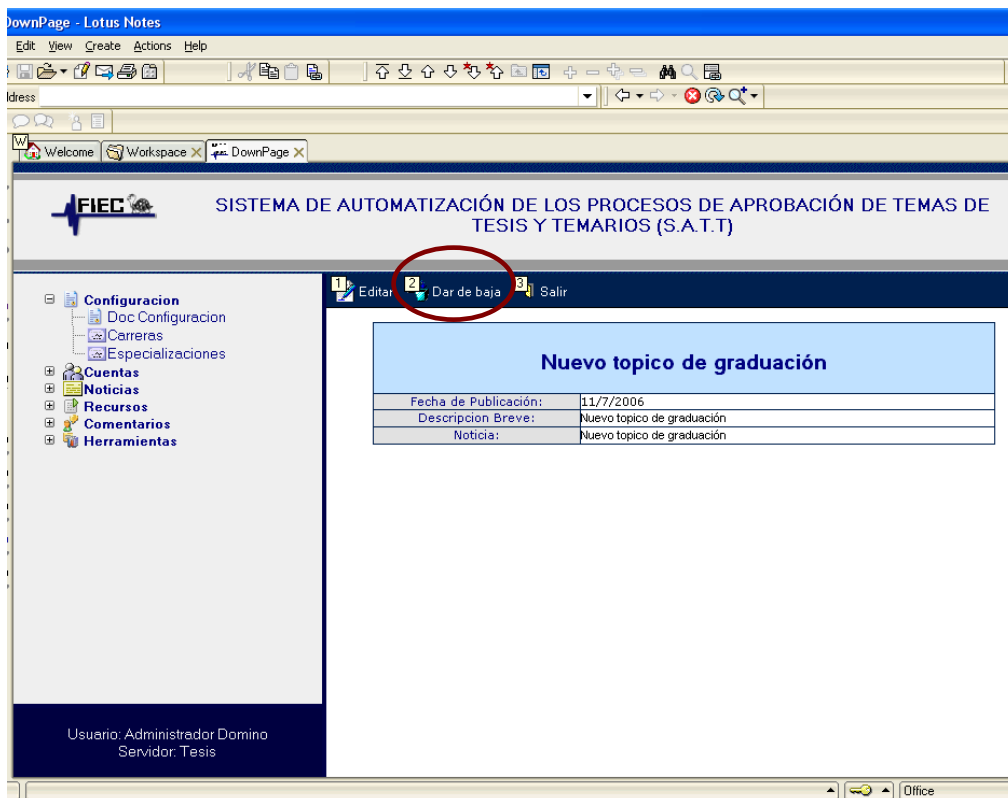 DownPage - Lotus Notes
Edit View Create Actions Help
ddress
W
Welcome Workspace DownPage
FIEC
SISTEMA DE AUTOMATIZACIÓN DE LOS PROCESOS DE APROBACIÓN DE TEMAS DE
TESIS Y TEMARIOS (S.A.T.T)
1 Editar 2 Dar de baja 3 Salir
Configuracion
Doc Configuracion
Carreras
Especializaciones
Cuentas
Noticias
Recursos
Comentarios
Herramientas
Nuevo topico de graduación
Fecha de Publicación: 11/7/2006
Descripcion Breve: Nuevo topico de graduación
Noticia: Nuevo topico de graduación
Usuario: Administrador Domino
Servidor: Tesis
Office